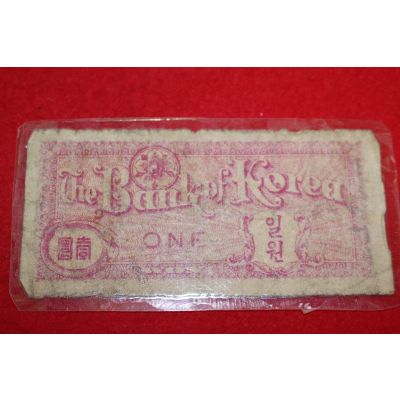 The Bank of Korea
ONE
壹圜
일원